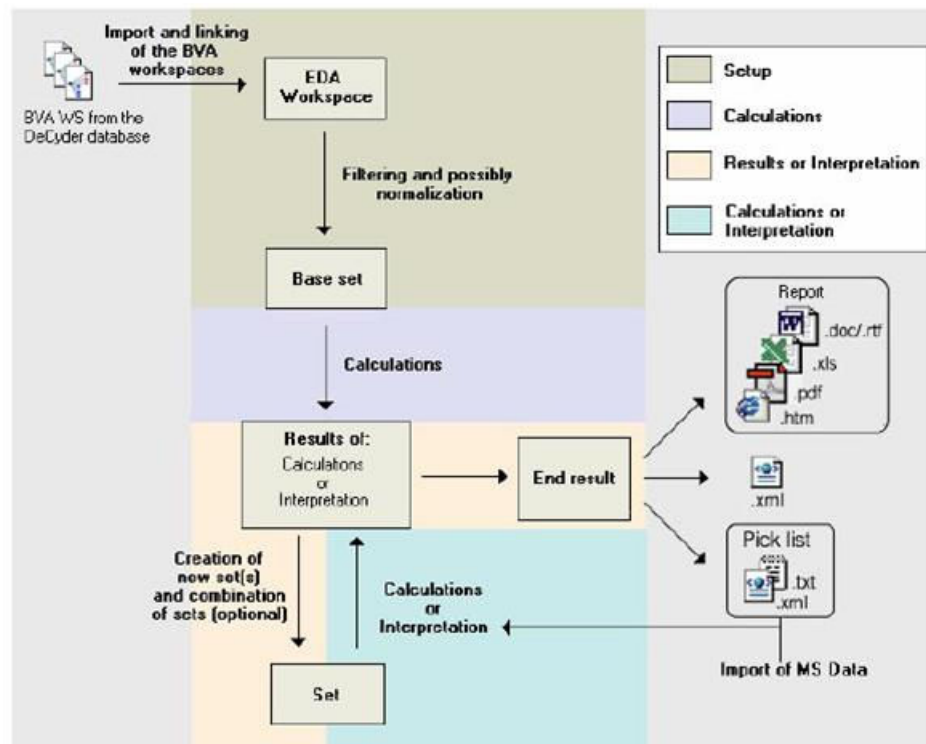 Import and linking
of the BVA
workspaces
BVA WS from the
DeCyder database
EDA
Workspace
Filtering and possibly
normalization
Base set
Calculations
Results of:
Calculations
or
Interpretation
End result
Creation of
new set(s)
and combination
of sets (optional)
Calculations
or
Interpretation
Set
Setup
Calculations
Results or Interpretation
Calculations or
Interpretation
Report
.doc/.rtf
.xls
.pdf
.htm
.xml
Pick list
.txt
.xml
Import of MS Data